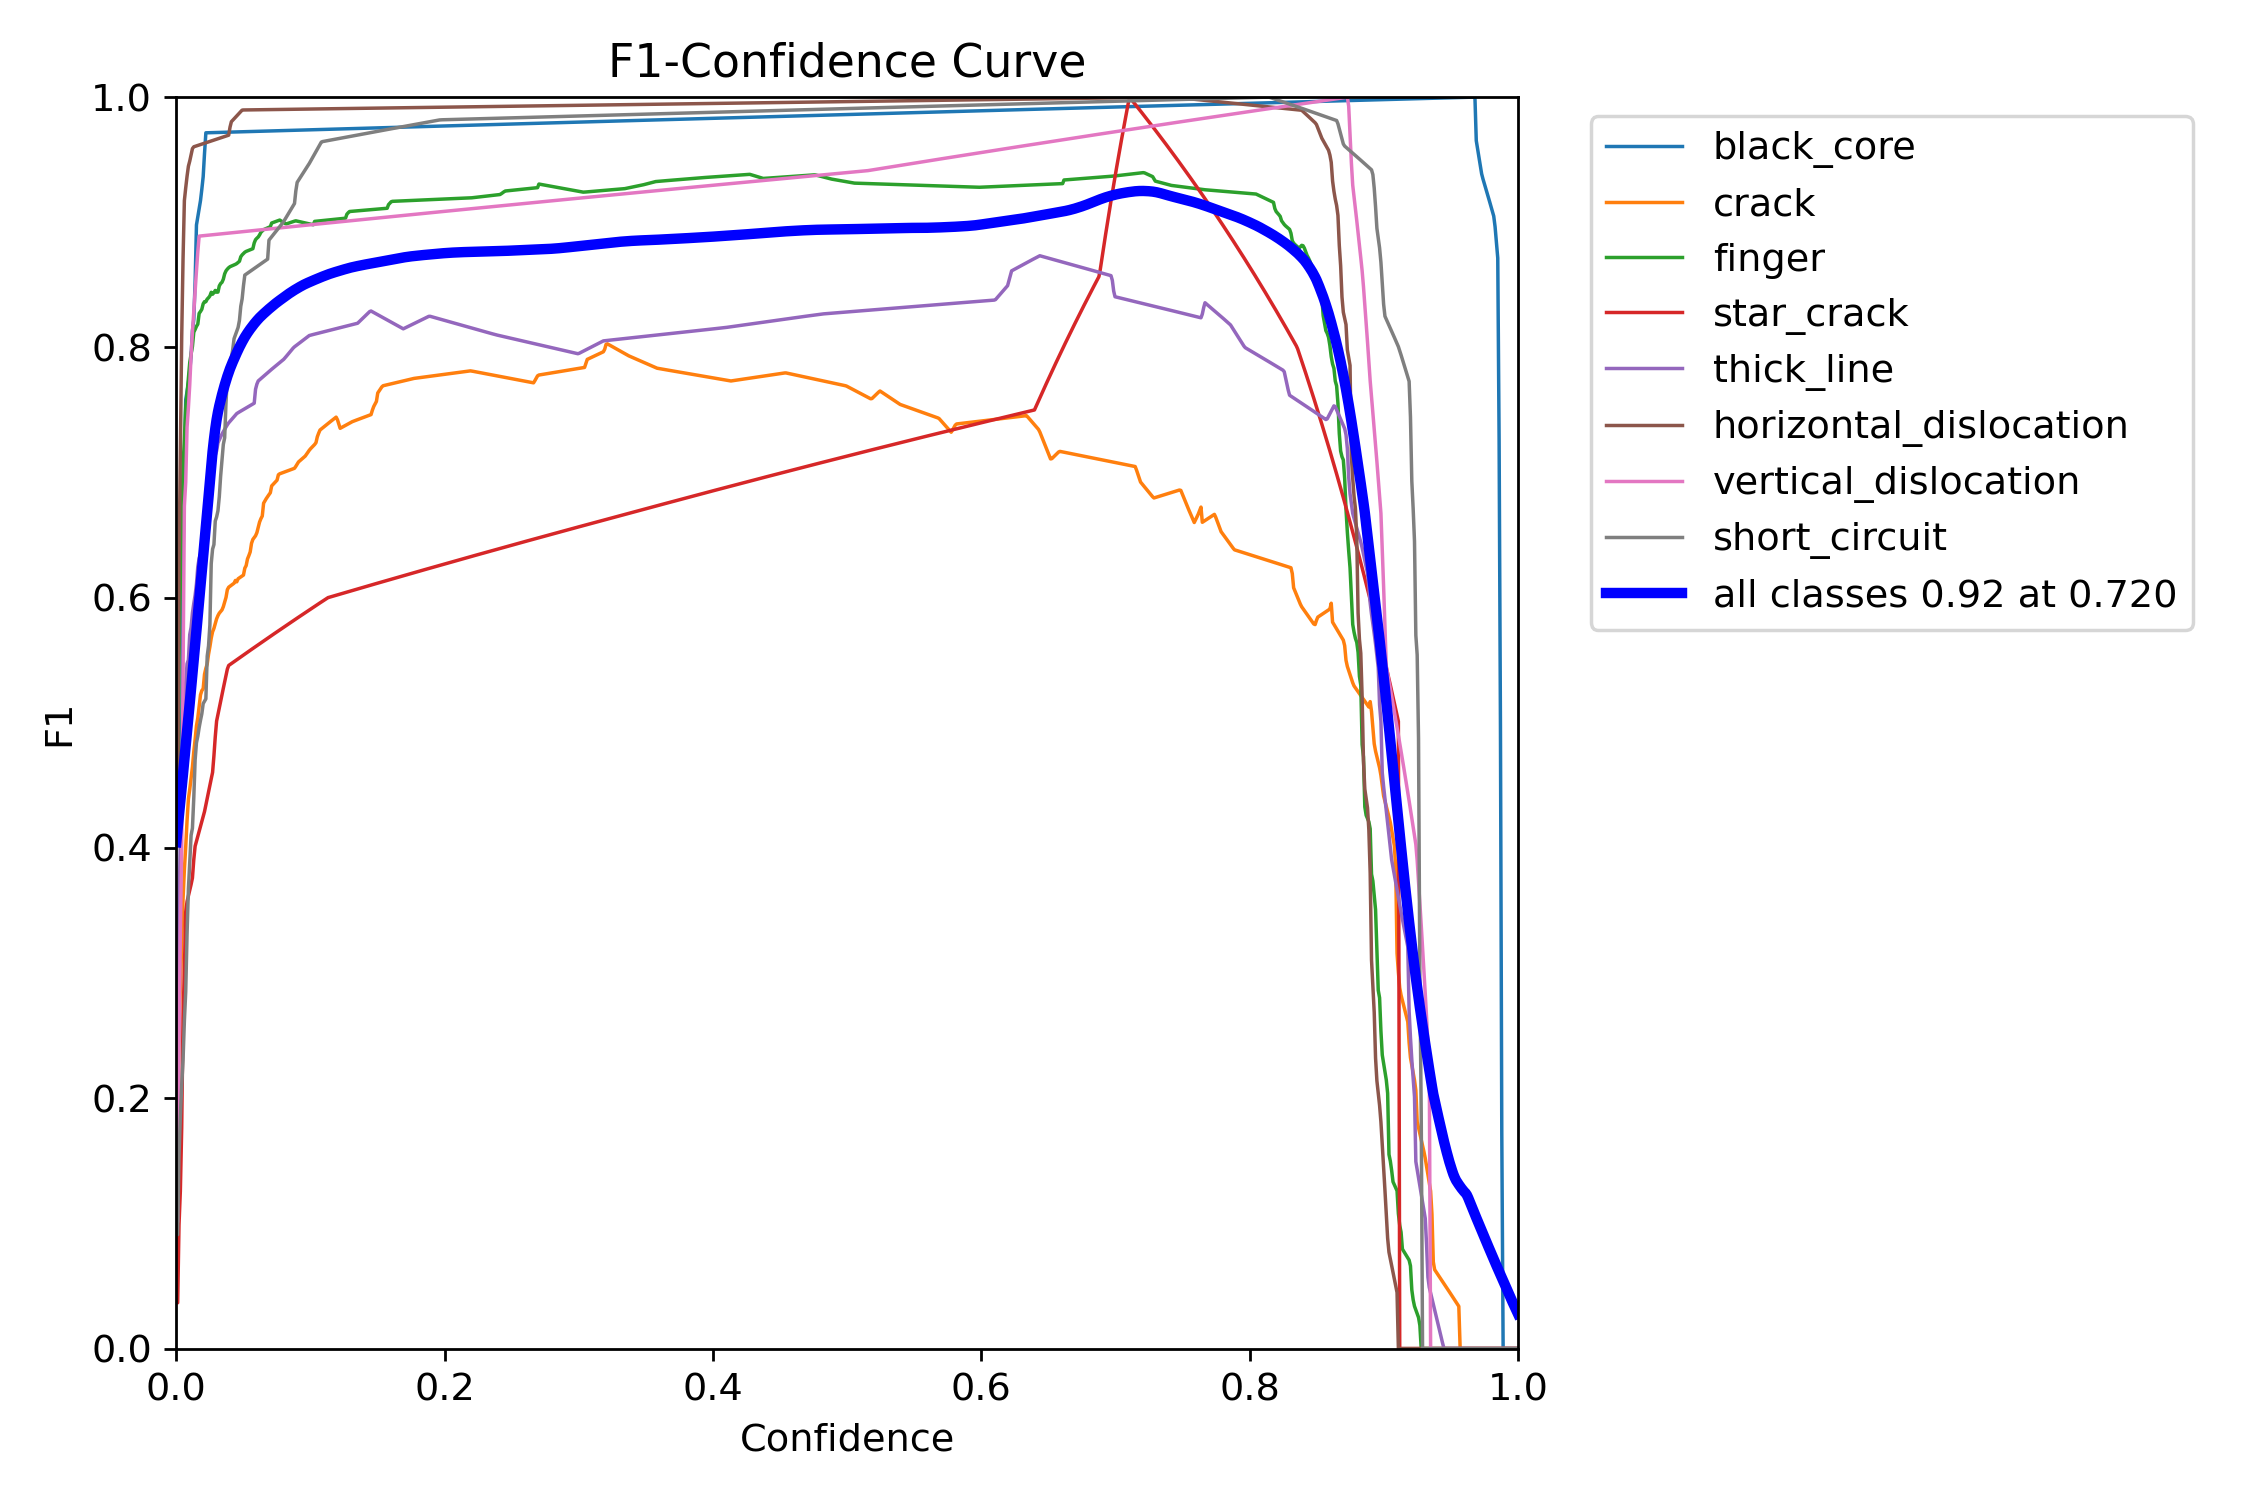 F1-Confidence Curve
1.0
0.8
0.6
0.4
0.2
0.0
F1
0.0 0.2 0.4 0.6 0.8 1.0
Confidence
black_core
crack
finger
star_crack
thick_line
horizontal_dislocation
vertical_dislocation
short_circuit
all classes 0.92 at 0.720